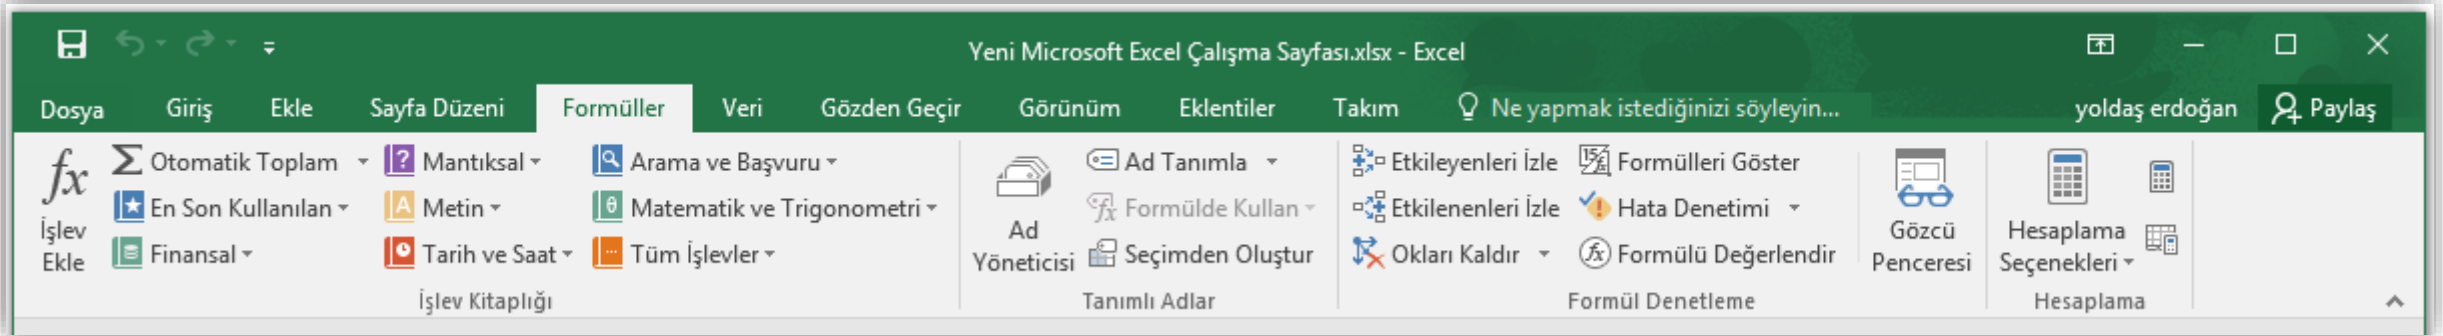 Yeni Microsoft Excel Çalışma Sayfası.xlsx - Excel
Dosya Giriş Ekle Sayfa Düzeni Formüller Veri Gözden Geçir Görünüm Eklentiler Takım Ne yapmak istediğinizi söyleyin... yoldaş erdoğan Paylaş
fx İşlev Ekle
Otomatik Toplam
En Son Kullanılan
Finansal
Mantıksal
Metin
Tarih ve Saat
Arama ve Başvuru
Matematik ve Trigonometri
Tüm İşlevler
İşlev Kitaplığı
Ad Yöneticisi
Ad Tanımla
Formülde Kullan
Seçimden Oluştur
Tanımlı Adlar
Etkileyenleri İzle
Etkilenenleri İzle
Okları Kaldır
Formülleri Göster
Hata Denetimi
Formülü Değerlendir
Gözcü Penceresi
Formül Denetleme
Hesaplama Seçenekleri
Hesaplama